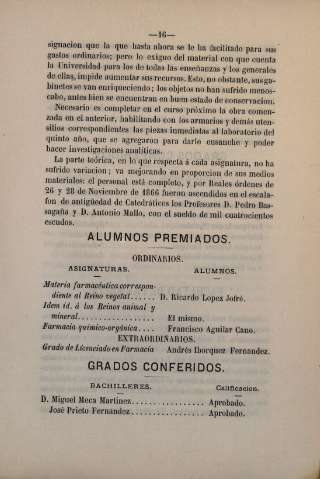 —16—
signacion que la que hasta ahora se le ha facilitado para sus
gastos ordinarios; pero lo exíguo del material con que cuenta
la Universidad para los de todas las enseñanzas y los generales
de ellas, impide aumentar sus recursos. Esto, no obstante, sus ga-
binetes se van enriqueciendo; los objetos no han sufrido menos-
cabo, antes bien se encuentran en buen estado de conservacion.
Necesario es completar en el curso próximo la obra comen-
zada en el anterior, habilitando con los armarios y demás uten-
silios correspondientes las piezas inmediatas al laboratorio del
quinto año, que se agregaron para darle ensanche y poder
hacer investigaciones analíticas.
La parte teórica, en lo que respecta á cada asignatura, no ha
sufrido variacion; va mejorando en proporcion de sus medios
materiales: el personal está completo, y por Reales órdenes de
26 y 28 de Noviembre de 1866 fueron ascendidos en el escala-
fon de antigüedad de Catedráticos los Profesores D. Pedro Bas-
sagaña y D. Antonio Mallo, con el sueldo de mil cuatrocientos
escudos.
ALUMNOS PREMIADOS.
ORDINARIOS.
ASIGNATURAS. ALUMNOS.
Materia farmacéutica correspon-
diente al Reino vegetal...... D. Ricardo Lopez Jofré.
Idem id. á los Reinos animal y
mineral................ El mismo.
Farmacia químico-orgánica.... Francisco Aguilar Cano.
EXTRAORDINARIOS.
Grado de Licenciado en Farmacia Andrés Iborquez Fernandez.
GRADOS CONFERIDOS.
BACHILLERES. Calificacion.
D. Miguel Meca Martinez................. Aprobado.
José Prieto Fernandez................. Aprobado.